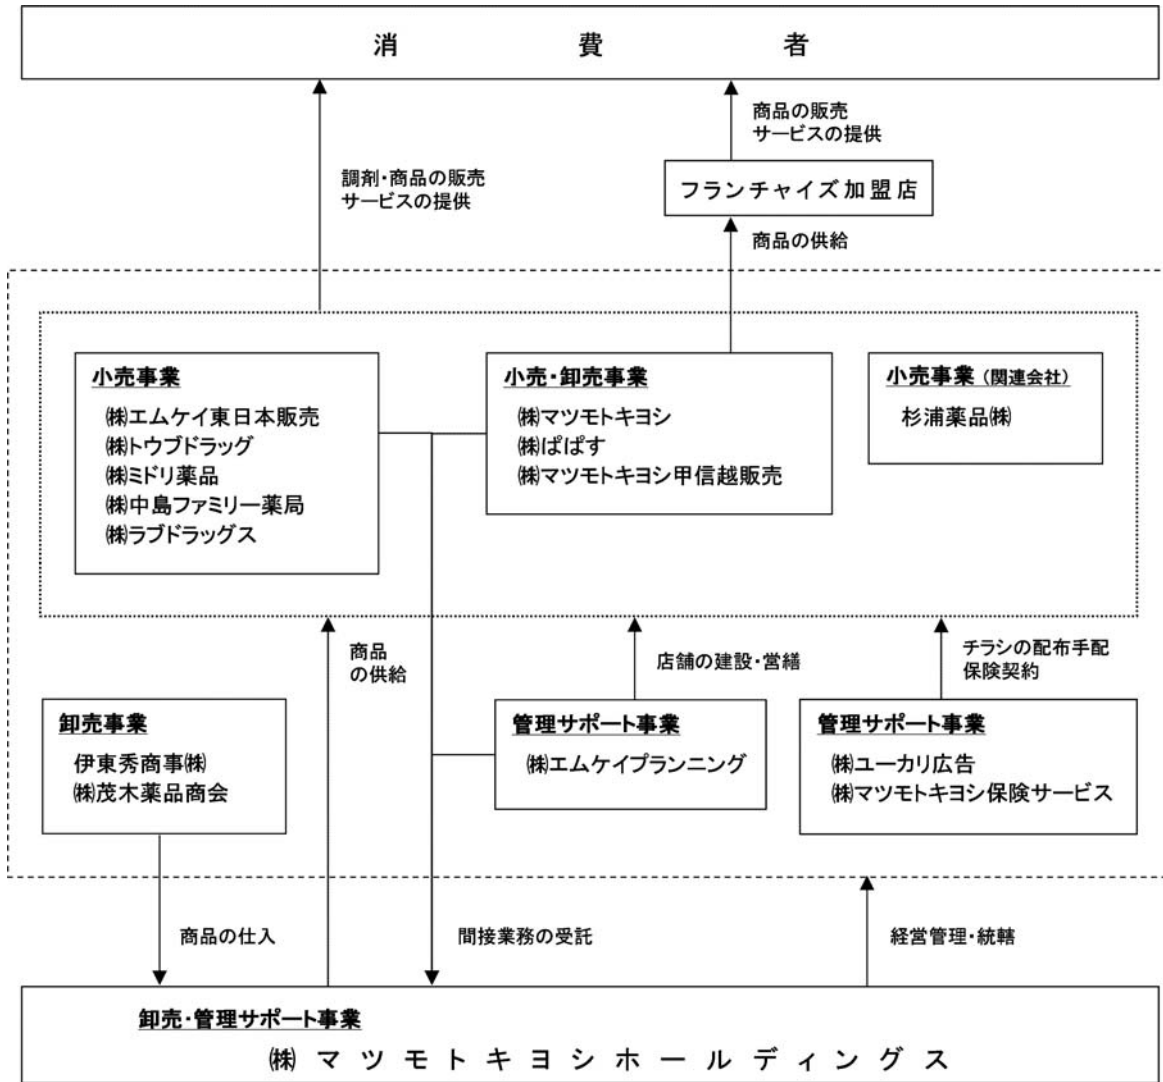 消費者
商品の販売
サービスの提供
調剤・商品の販売
サービスの提供
フランチャイズ加盟店
商品の供給
小売事業
㈱エムケイ東日本販売
㈱トウブドラッグ
㈱ミドリ薬品
㈱中島ファミリー薬局
㈱ラブドラッグス
小売・卸売事業
㈱マツモトキヨシ
㈱ぱぱす
㈱マツモトキヨシ甲信越販売
小売事業（関連会社）
杉浦薬品㈱
商品
の供給
店舗の建設・営繕
チラシの配布手配
保険契約
卸売事業
伊東秀商事㈱
㈱茂木薬品商会
管理サポート事業
㈱エムケイプランニング
管理サポート事業
㈱ユーカリ広告
㈱マツモトキヨシ保険サービス
商品の仕入
間接業務の受託
経営管理・統轄
卸売・管理サポート事業
㈱マツモトキヨシホールディングス